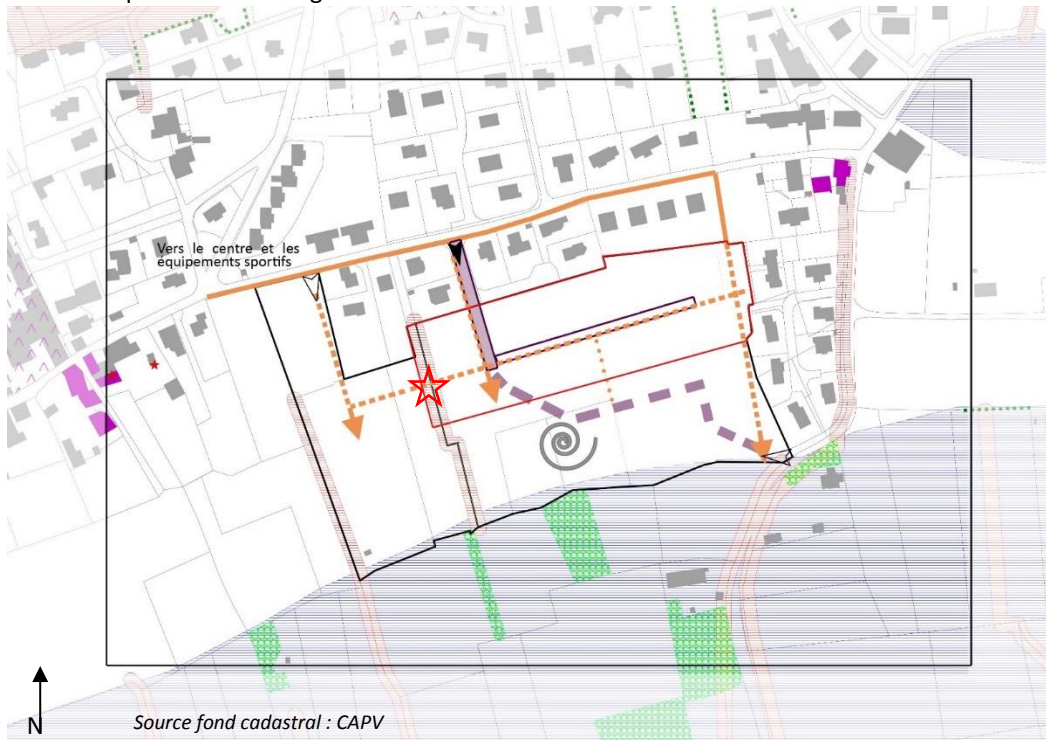 Vers le centre et les
équipements sportifs
N
Source fond cadastral : CAPV